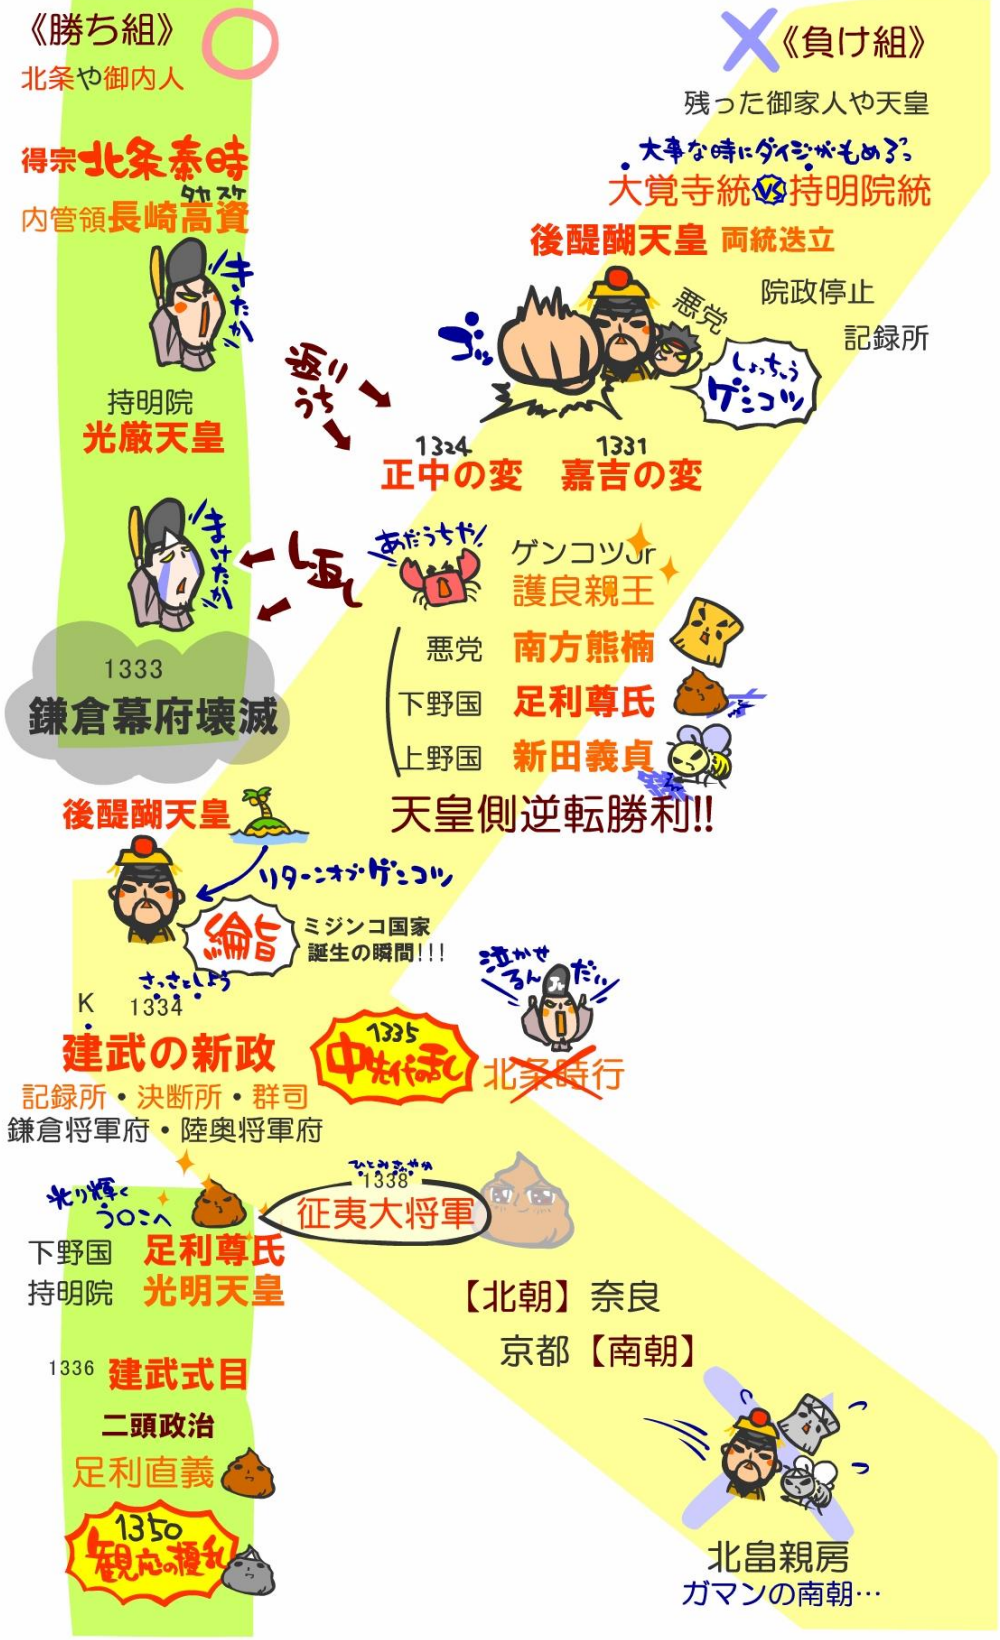 《勝ち組》
《負け組》
北条や御内人
残った御家人や天皇
得宗北条泰時
大事な時にダイジがもめるっ
大覚寺統VS持明院統
タカスケ
内管領長崎高資
後醍醐天皇 両統迭立
きたか
院政停止
悪党
記録所
ゴッ
しょっちゅう
ゲンコツ
返り
うち
持明院
光厳天皇
1324
1331
正中の変
嘉吉の変
まけたか
し返し
あだうちや!
ゲンコツJr
護良親王
悪党
南方熊楠
1333
下野国
足利尊氏
鎌倉幕府壊滅
上野国
新田義貞
後醍醐天皇
天皇側逆転勝利!!
リターンオブゲンコツ
綸旨
ミジンコ国家
誕生の瞬間!!!
泣かせ
るん
だい
Jr
さっさとしよう
K
1334
建武の新政
1335
中先代の乱
北条時行
記録所・決断所・群司
鎌倉将軍府・陸奥将軍府
光り輝く
う○こへ
ひとみさやか
1338
征夷大将軍
下野国
足利尊氏
持明院
光明天皇
【北朝】奈良
京都【南朝】
1336
建武式目
二頭政治
足利直義
1350
観応の擾乱
北畠親房
ガマンの南朝…